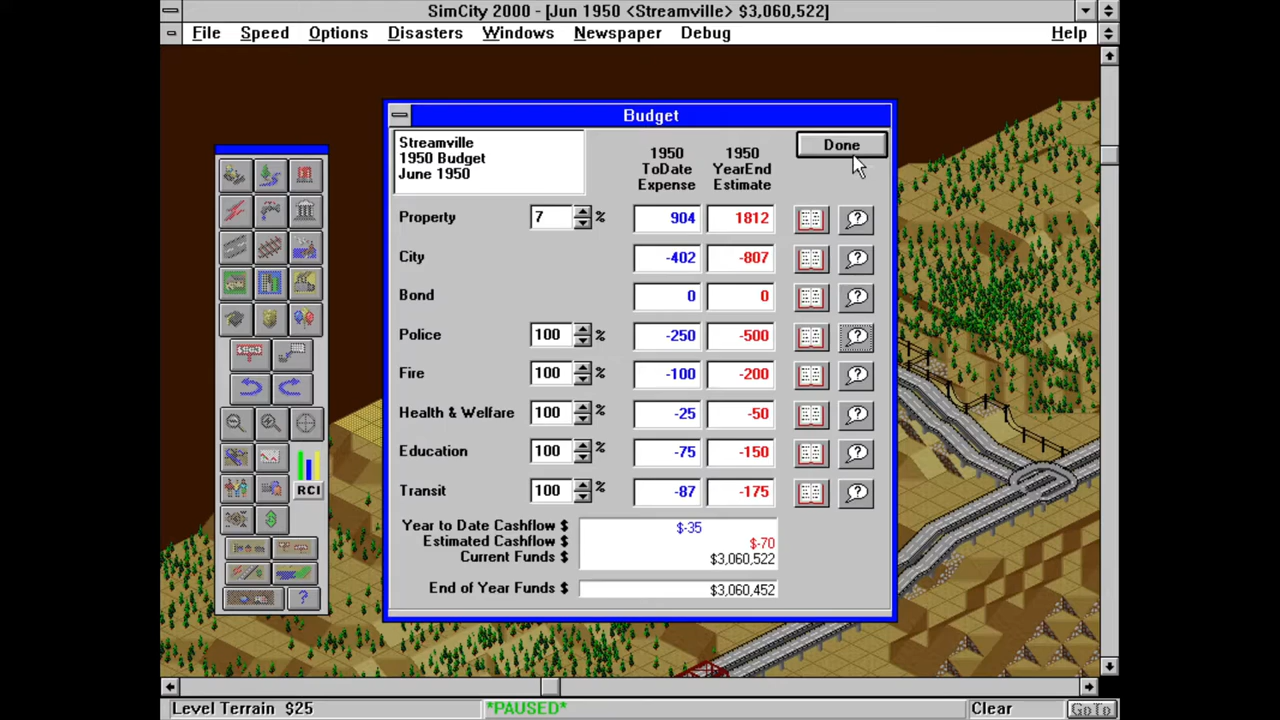 SimCity 2000 - [Jun 1950 <Streamville> $3,060,522]
File Speed Options Disasters Windows Newspaper Debug Help
Budget
Streamville
1950 Budget
June 1950
1950 ToDate Expense
1950 YearEnd Estimate
Done
Property 7 % 904 1812 ?
City -402 -807 ?
Bond 0 0 ?
Police 100 % -250 -500 ?
Fire 100 % -100 -200 ?
Health & Welfare 100 % -25 -50 ?
Education 100 % -75 -150 ?
Transit 100 % -87 -175 ?
Year to Date Cashflow $ $-35
Estimated Cashflow $ $-70
Current Funds $ $3,060,522
End of Year Funds $ $3,060,452
RCI
?
Level Terrain $25 *PAUSED* Clear GoTo